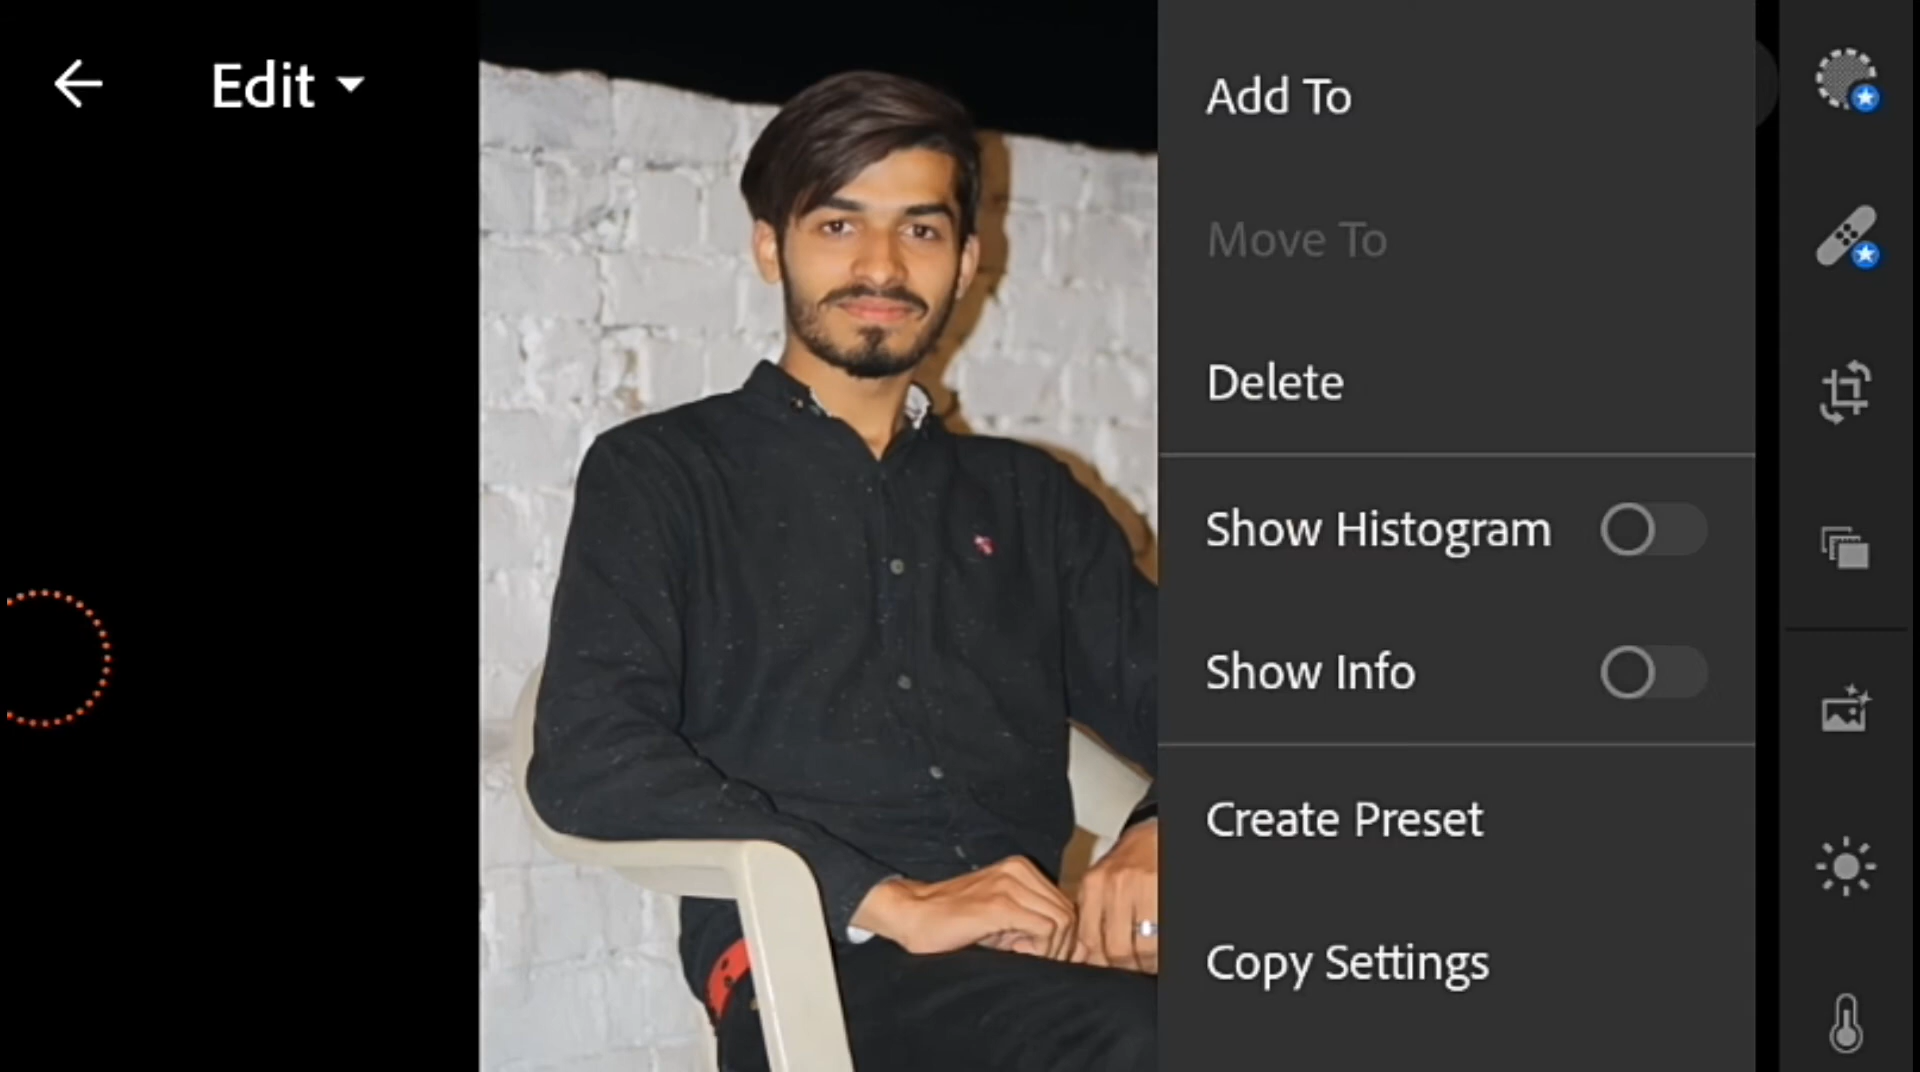 Edit
Add To
Move To
Delete
Show Histogram
Show Info
Create Preset
Copy Settings